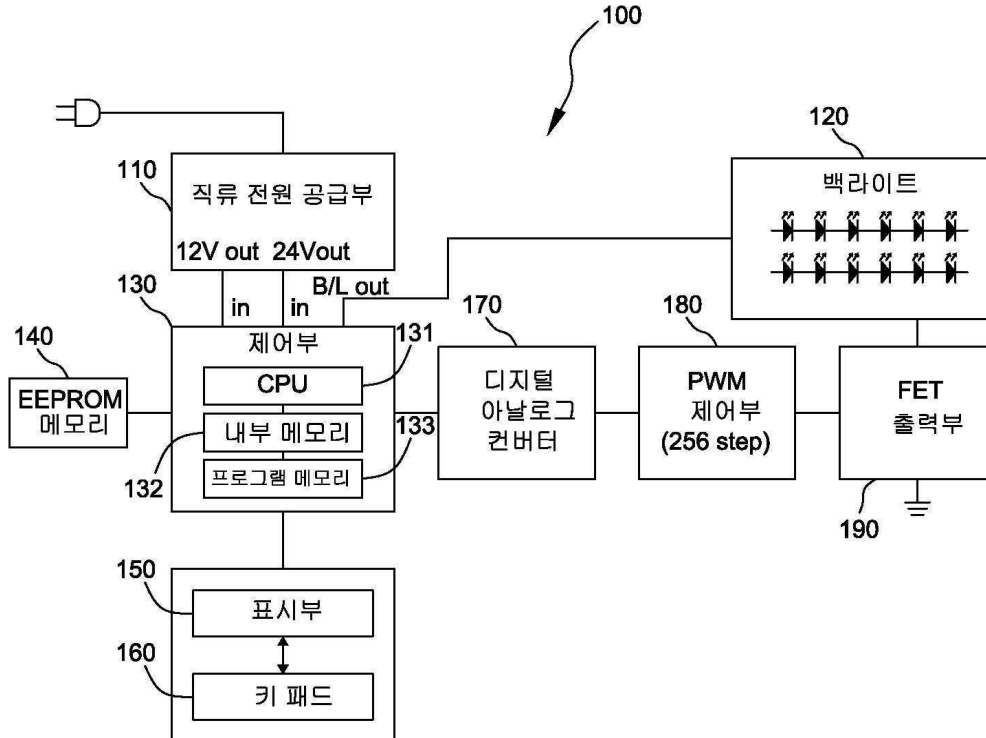 100
110
직류 전원 공급부
12V out 24Vout
120
백라이트
130
in in B/L out
제어부
131
CPU
132
내부 메모리
133
프로그램 메모리
140
EEPROM
메모리
170
디지털
아날로그
컨버터
180
PWM
제어부
(256 step)
FET
출력부
190
150
표시부
160
키 패드